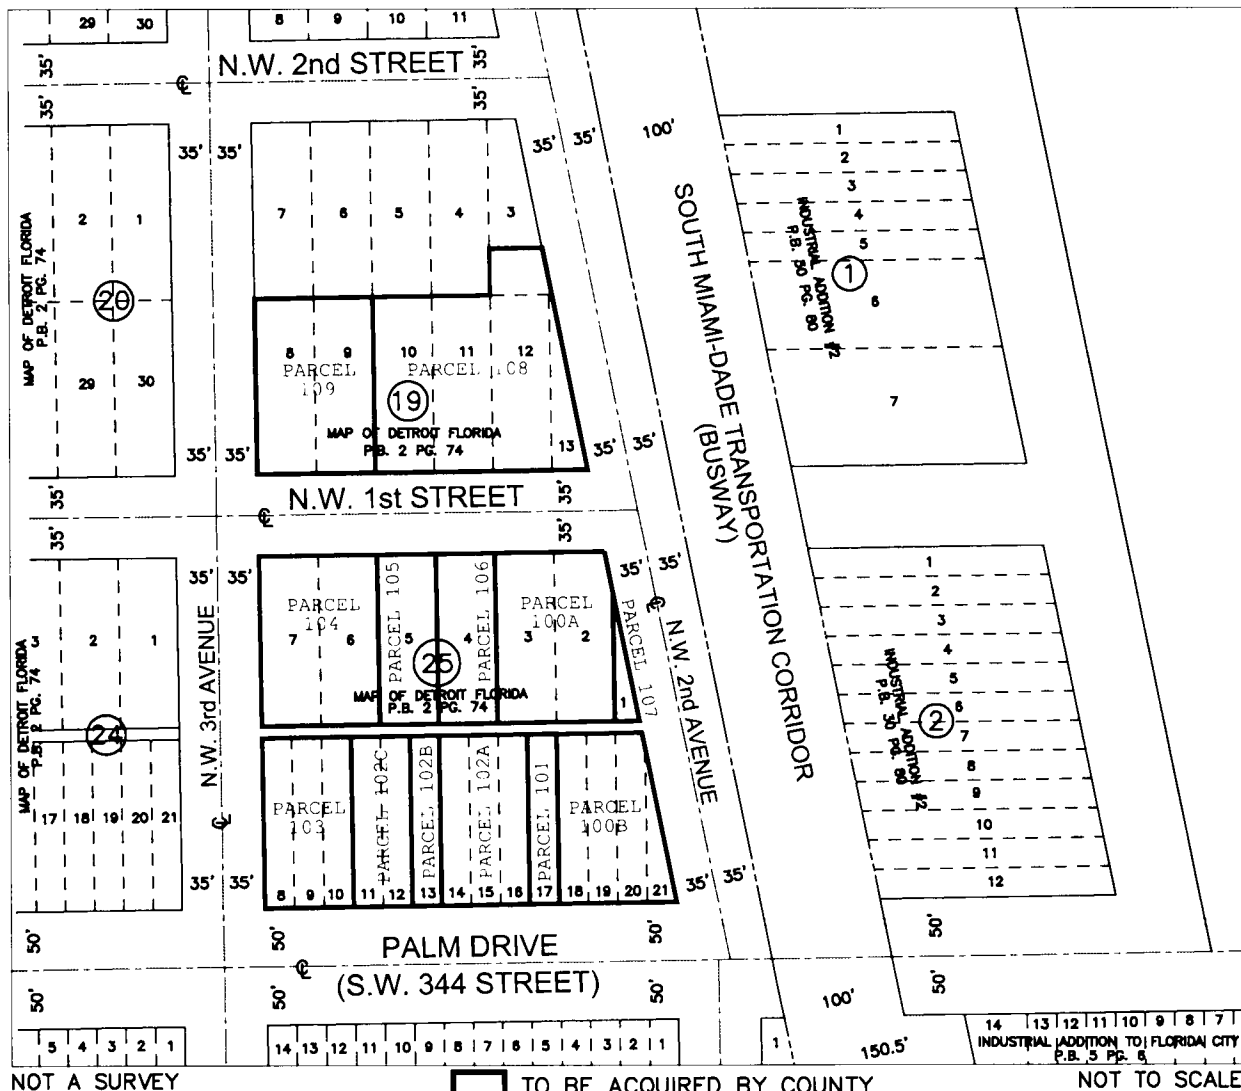 29 30
8 9 10 11
35' 35'
N.W. 2nd STREET
℄
35' 35'
35' 35'
35' 35'
100'
1
2
3
4
5
6
7
INDUSTRIAL ADDITION #2
1
2 1
MAP OF DETROIT FLORIDA
P.B. 2 PG. 74
20
29 30
7 6 5 4 3
8 9 10 11 12
PARCEL
109
PARCEL 108
19
MAP OF DETROIT FLORIDA
P.B. 2 PG. 74
13
35' 35'
35' 35'
35' 35'
N.W. 1st STREET
℄
35' 35'
SOUTH MIAMI-DADE TRANSPORTATION CORRIDOR
(BUSWAY)
35' 35'
35' 35'
3 2 1
MAP OF DETROIT FLORIDA
P.B. 2 PG. 74
24
17 18 19 20 21
N.W. 3rd AVENUE
℄
PARCEL
104
7 6 5 4 3 2 1
PARCEL 105
PARCEL 106
PARCEL
100A
PARCEL 107
25
MAP OF DETROIT FLORIDA
P.B. 2 PG. 74
℄ N.W. 2nd AVENUE
PARCEL
103
PARCEL 102C
PARCEL 102B
PARCEL 102A
PARCEL 101
PARCEL
100B
8 9 10 11 12 13 14 15 16 17 18 19 20 21
35' 35'
35' 35'
1
2
3
4
5
6
7
8
9
10
11
12
INDUSTRIAL ADDITION #2
2
50' 50' 50' 50'
PALM DRIVE
℄
(S.W. 344 STREET)
50' 50' 50' 50'
100'
150.5'
5 4 3 2 1
14 13 12 11 10 9 8 7 6 5 4 3 2 1
1
14 13 12 11 10 9 8 7
INDUSTRIAL ADDITION TO FLORIDA CITY
P.B. 5 PG. 6
NOT A SURVEY
TO BE ACQUIRED BY COUNTY
NOT TO SCALE